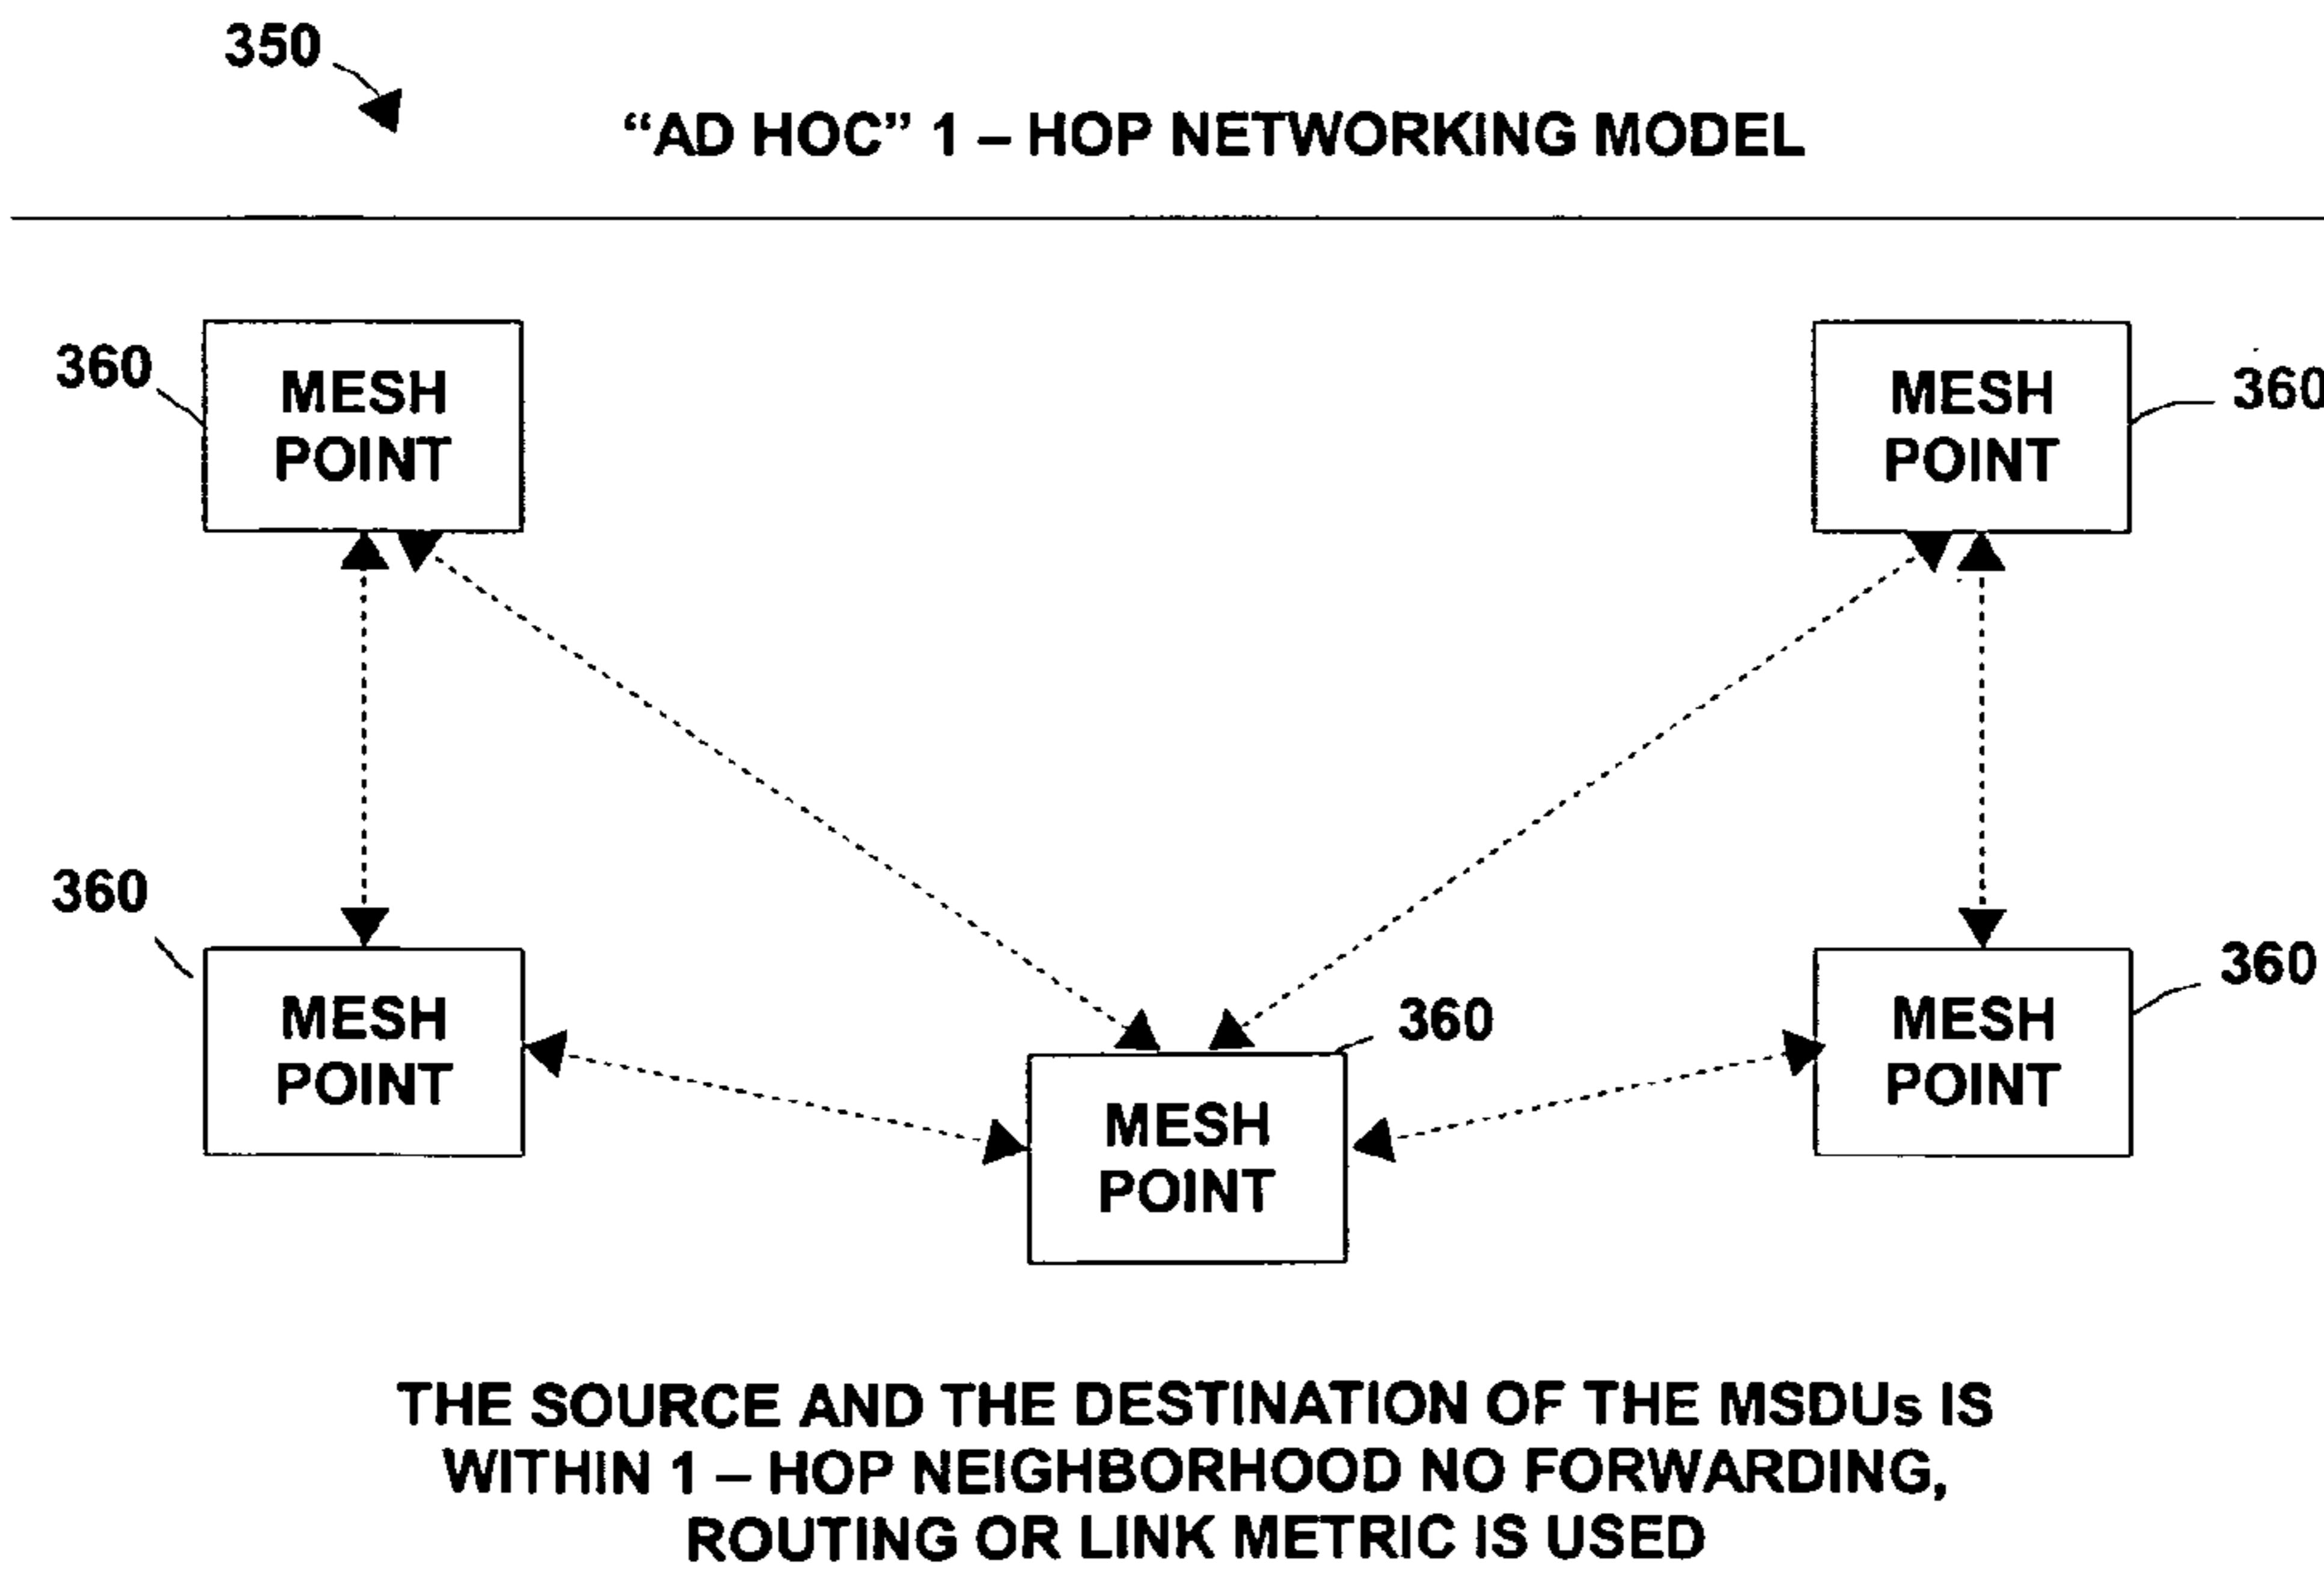 350
“AD HOC” 1 – HOP NETWORKING MODEL
360
MESH
POINT
MESH
POINT
360
360
MESH
POINT
360
MESH
POINT
MESH
POINT
360
THE SOURCE AND THE DESTINATION OF THE MSDUs IS
WITHIN 1 – HOP NEIGHBORHOOD NO FORWARDING,
ROUTING OR LINK METRIC IS USED